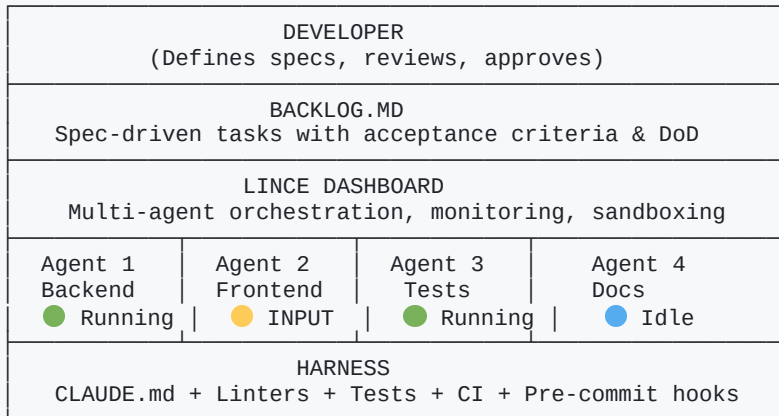 DEVELOPER
(Defines specs, reviews, approves)
BACKLOG.MD
Spec-driven tasks with acceptance criteria & DoD
LINCE DASHBOARD
Multi-agent orchestration, monitoring, sandboxing
Agent 1 Agent 2 Agent 3 Agent 4
Backend Frontend Tests Docs
Running INPUT Running Idle
HARNESS
CLAUDE.md + Linters + Tests + CI + Pre-commit hooks